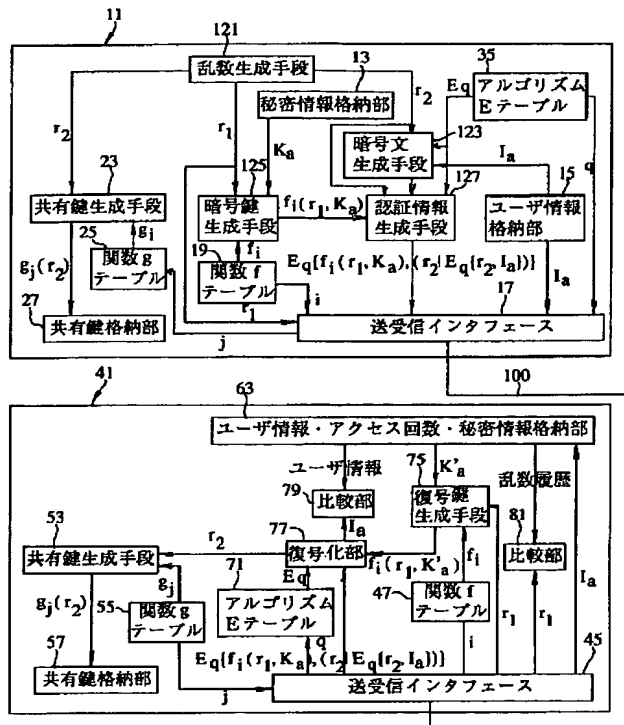 11
121
乱数生成手段
13
秘密情報格納部
35
アルゴリズム
Eテーブル
Eq
r2
r1
r2
Ka
123
暗号文
生成手段
Ia
q
23
共有鍵生成手段
125
暗号鍵
生成手段
fi(r1,Ka)
127
認証情報
生成手段
15
ユーザ情報
格納部
gi
25
関数g
テーブル
gj(r2)
fi
19
関数f
テーブル
Eq{fi(r1,Ka),(r2{Eq{r2,Ia})}
Ia
r1
i
17
27
共有鍵格納部
j
送受信インタフェース
100
41
63
ユーザ情報・アクセス回数・秘密情報格納部
ユーザ情報
79
比較部
K'a
75
復号鍵
生成手段
乱数履歴
81
比較部
53
共有鍵生成手段
r2
77
復号化部
Ia
fi(r1,K'a)
fi
Ia
gj
Eq
71
アルゴリズム
Eテーブル
47
関数f
テーブル
r1
r1
gj(r2)
55
関数g
テーブル
q
i
Eq{fi(r1,Ka),(r2{Eq{r2,Ia})}
45
57
共有鍵格納部
j
送受信インタフェース